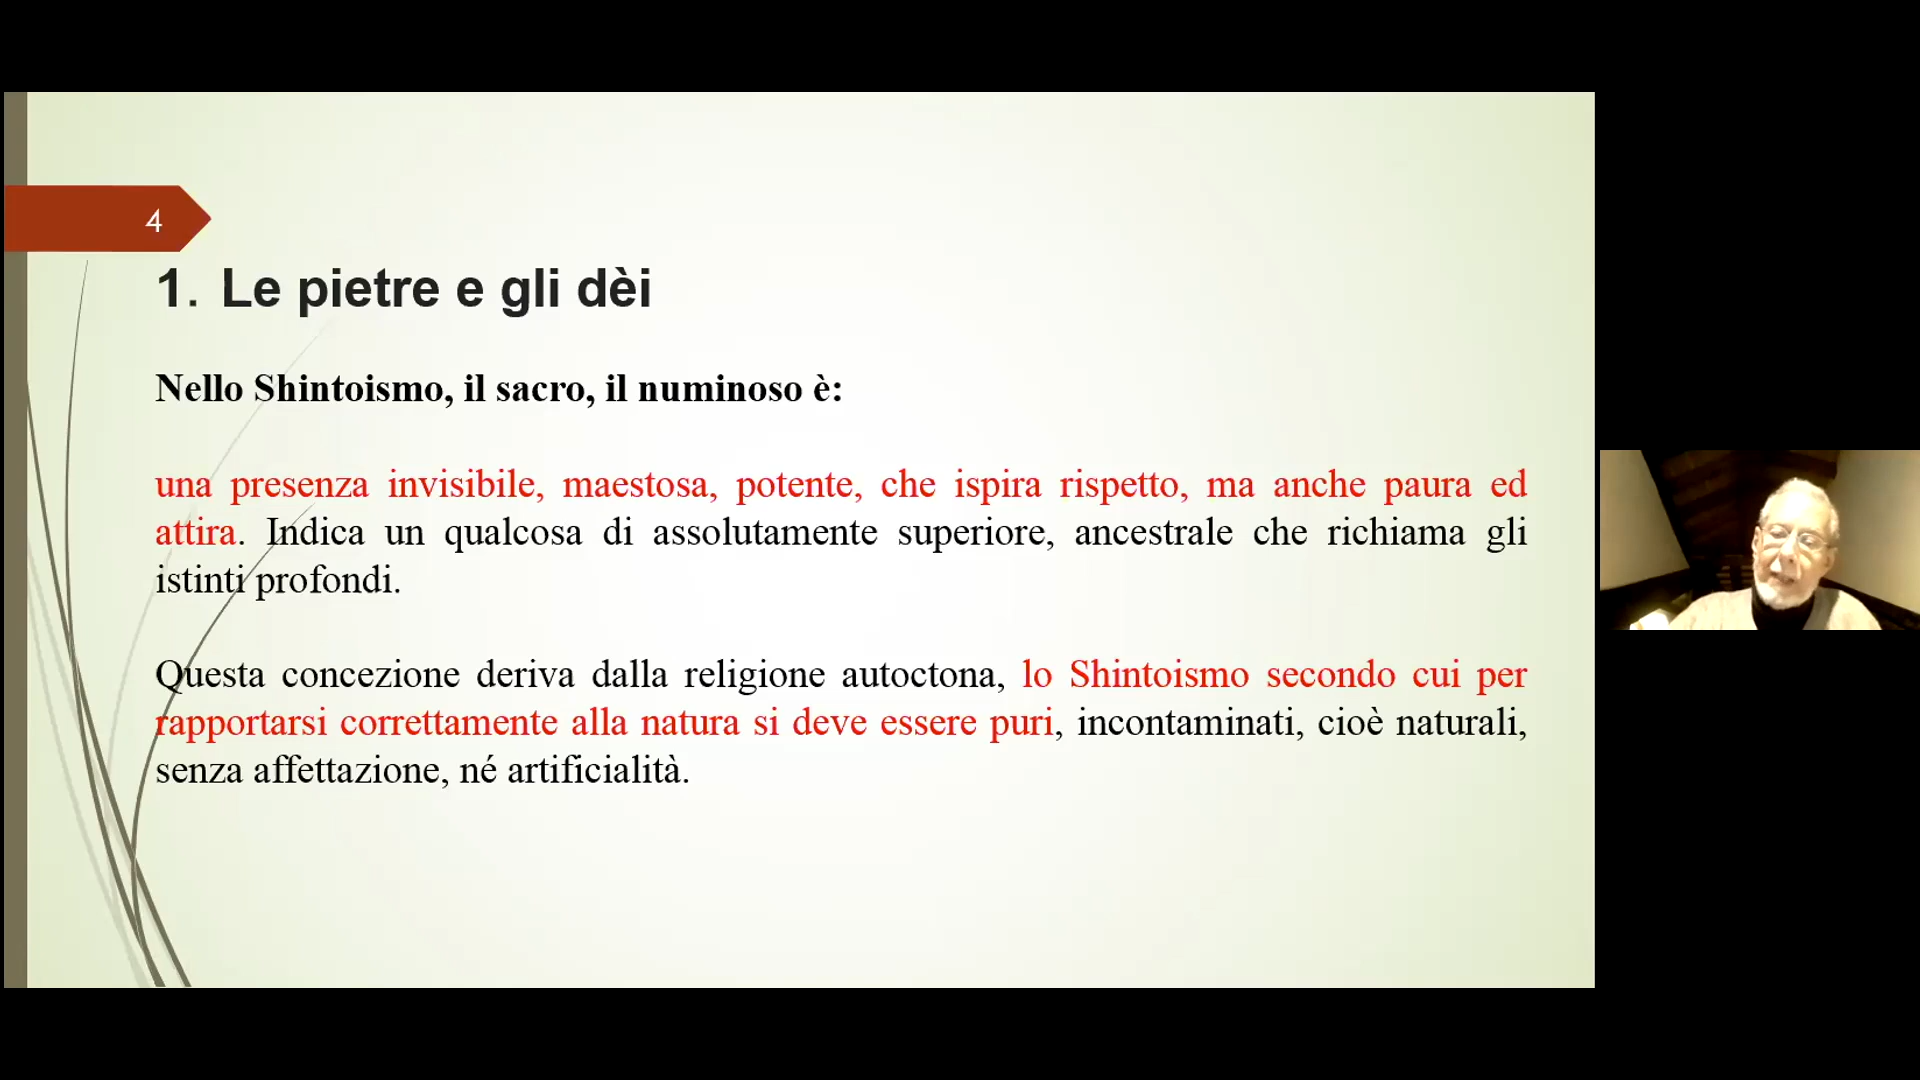 4
1. Le pietre e gli dèi
Nello Shintoismo, il sacro, il numinoso è:
una presenza invisibile, maestosa, potente, che ispira rispetto, ma anche paura ed
attira. Indica un qualcosa di assolutamente superiore, ancestrale che richiama gli
istinti profondi.
Questa concezione deriva dalla religione autoctona, lo Shintoismo secondo cui per
rapportarsi correttamente alla natura si deve essere puri, incontaminati, cioè naturali,
senza affettazione, né artificialità.